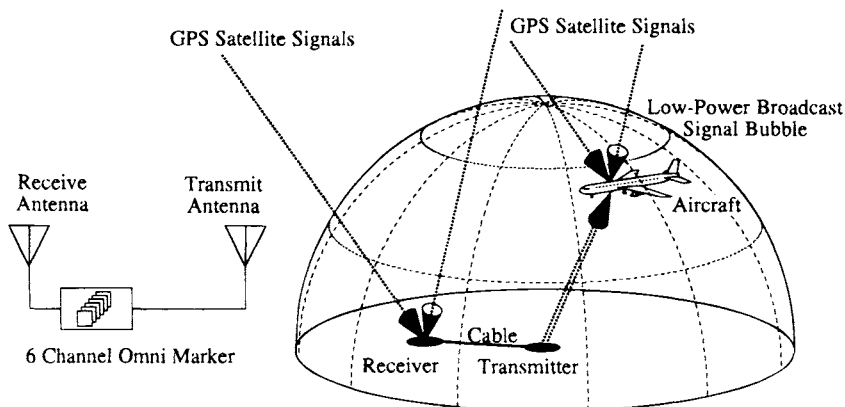 GPS Satellite Signals
GPS Satellite Signals
Low-Power Broadcast
Signal Bubble
Receive
Antenna
Transmit
Antenna
Aircraft
6 Channel Omni Marker
Cable
Receiver
Transmitter